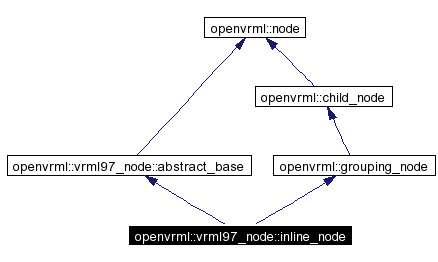 openvrml::node
openvrml::child_node
openvrml::vrml97_node::abstract_base
openvrml::grouping_node
openvrml::vrml97_node::inline_node